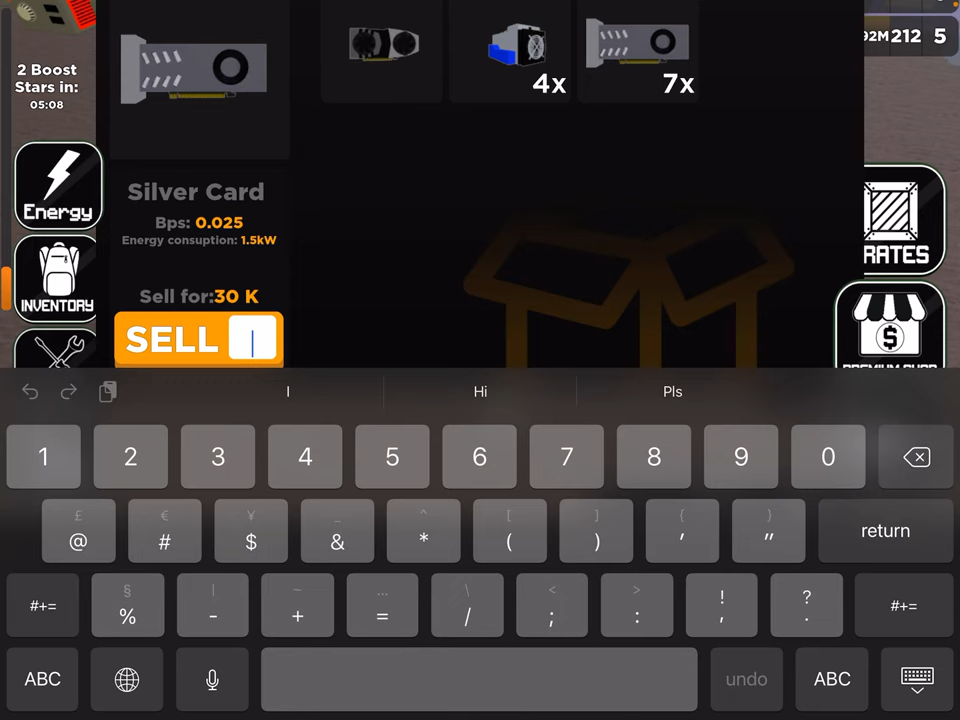 2 Boost
Stars in:
05:08
Energy
INVENTORY
4x
7x
92M 212 5
Silver Card
Bps: 0.025
Energy consuption: 1.5kW
Sell for:30 K
SELL
RATES
$
I Hi Pls
1 2 3 4 5 6 7 8 9 0
£ € ¥ _ ^ [ ] { }
@ # $ & * ( ) ' " return
§ | ~ … \ < > ! ?
#+= % - + = / ; : , . #+=
ABC undo ABC